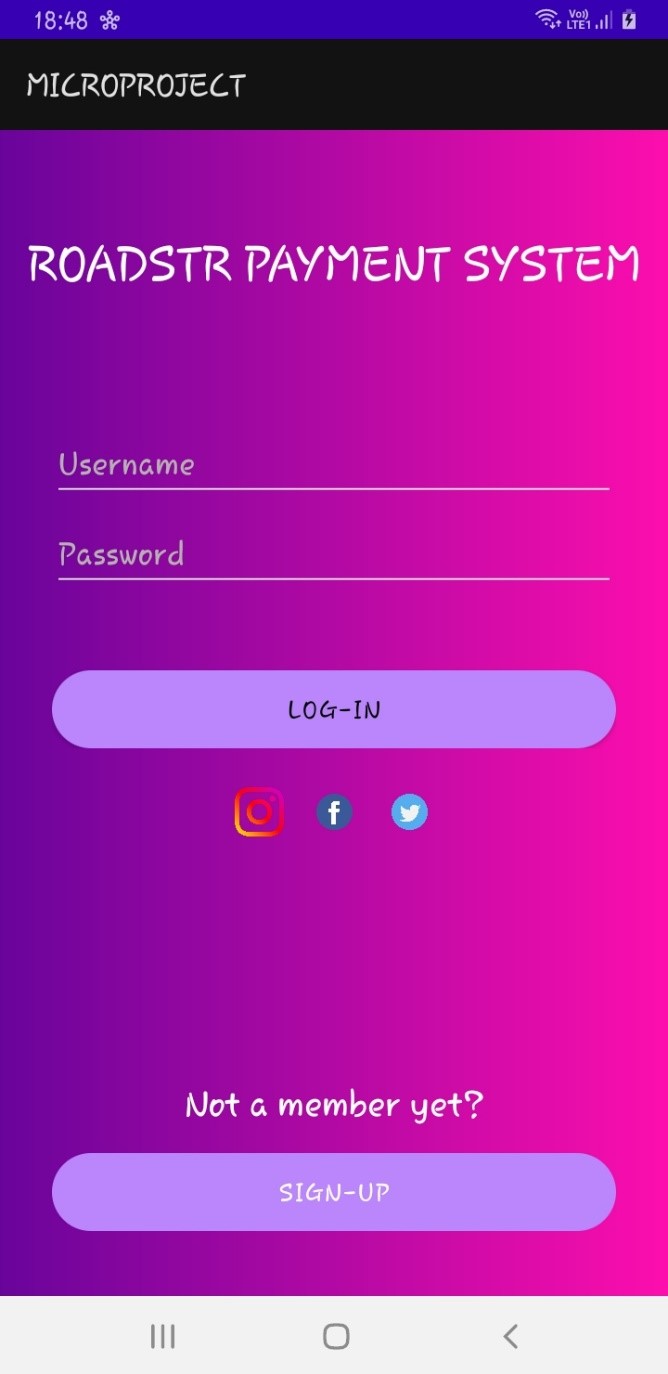 18:48
Vo))
LTE1
MICROPROJECT
ROADSTR PAYMENT SYSTEM
Username
Password
LOG-IN
Not a member yet?
SIGN-UP